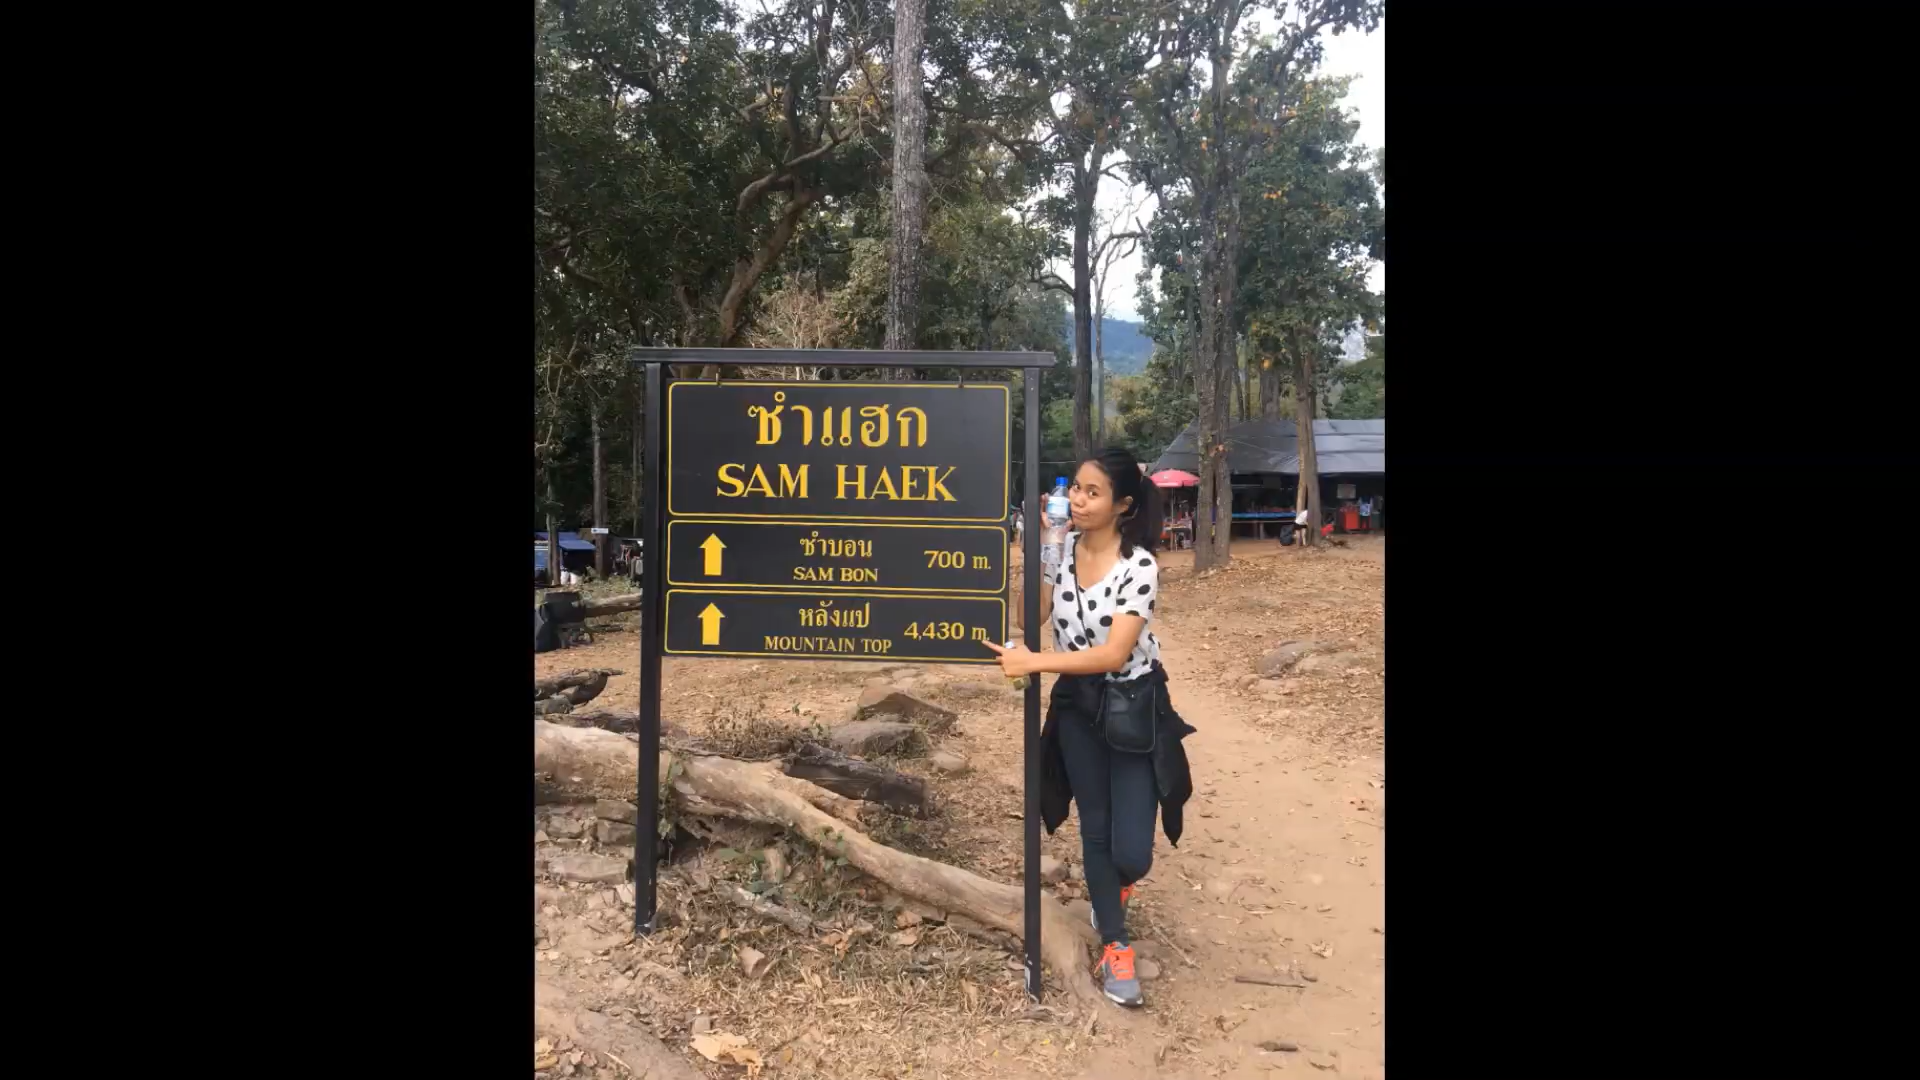 ซำแฮก
SAM HAEK
ซำบอน
SAM BON
700 m.
หลังแป
MOUNTAIN TOP
4,430 m.